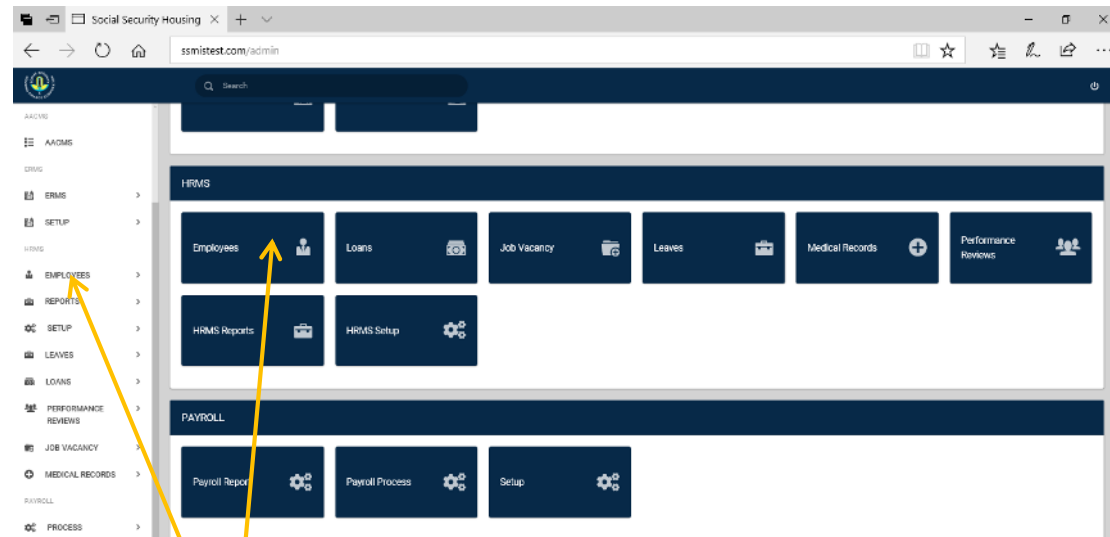 Social Security Housing
ssmistest.com/admin
Search
AACMS
AACMS
ERMS
ERMS
SETUP
HRMS
EMPLOYEES
REPORTS
SETUP
LEAVES
LOANS
PERFORMANCE
REVIEWS
JOB VACANCY
MEDICAL RECORDS
PAYROLL
PROCESS
HRMS
Employees
Loans
Job Vacancy
Leaves
Medical Records
Performance
Reviews
HRMS Reports
HRMS Setup
PAYROLL
Payroll Report
Payroll Process
Setup